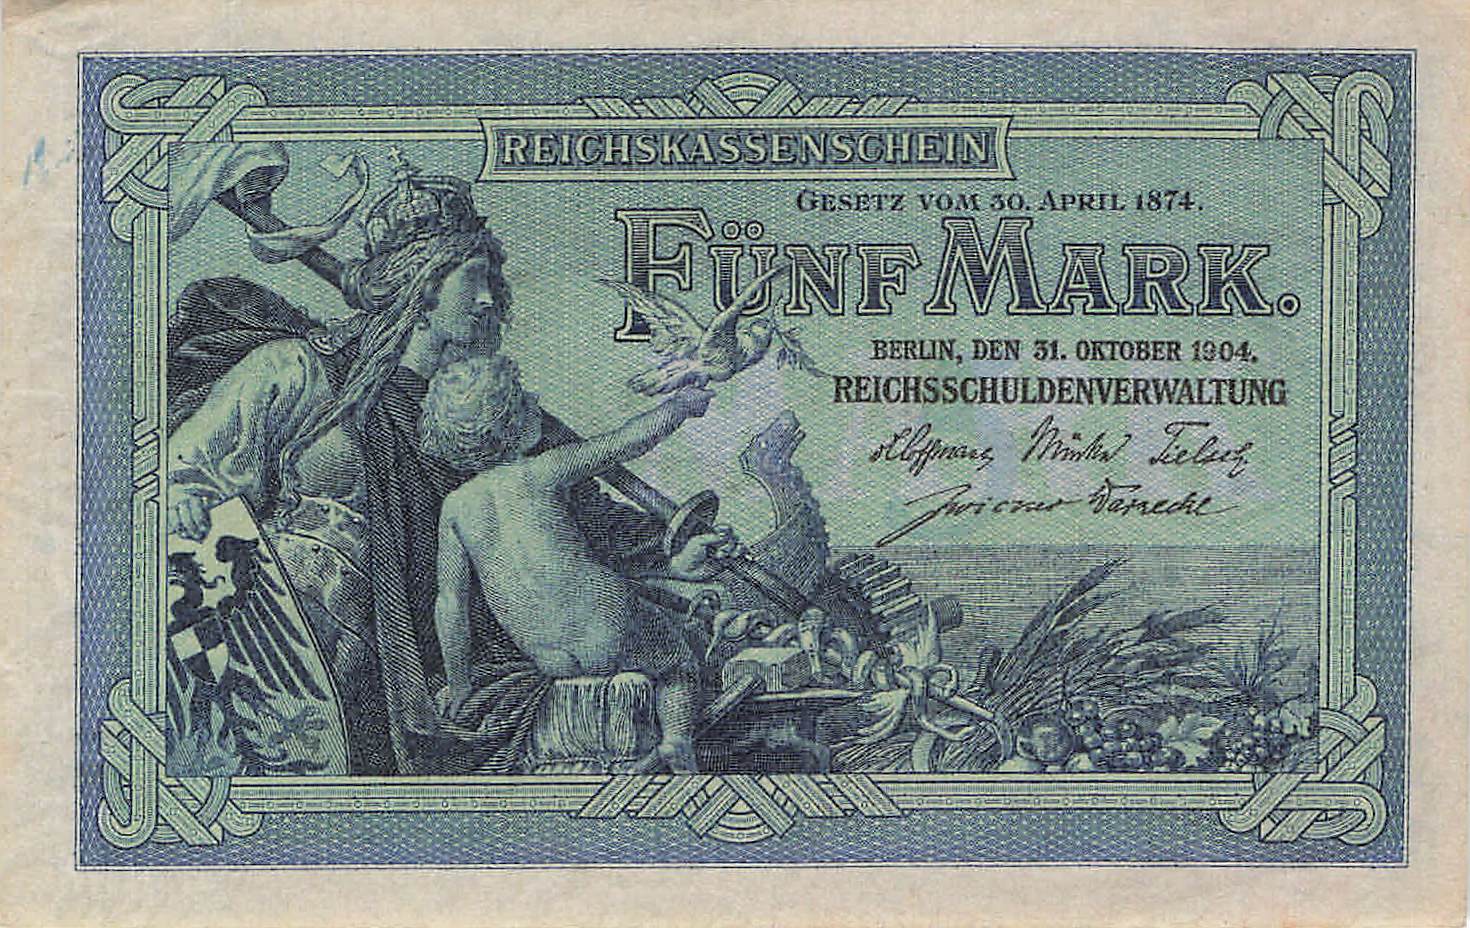 REICHSKASSENSCHEIN
GESETZ VOM 30. APRIL 1874.
FÜNF MARK.
BERLIN, DEN 31. OKTOBER 1904.
REICHSSCHULDENVERWALTUNG